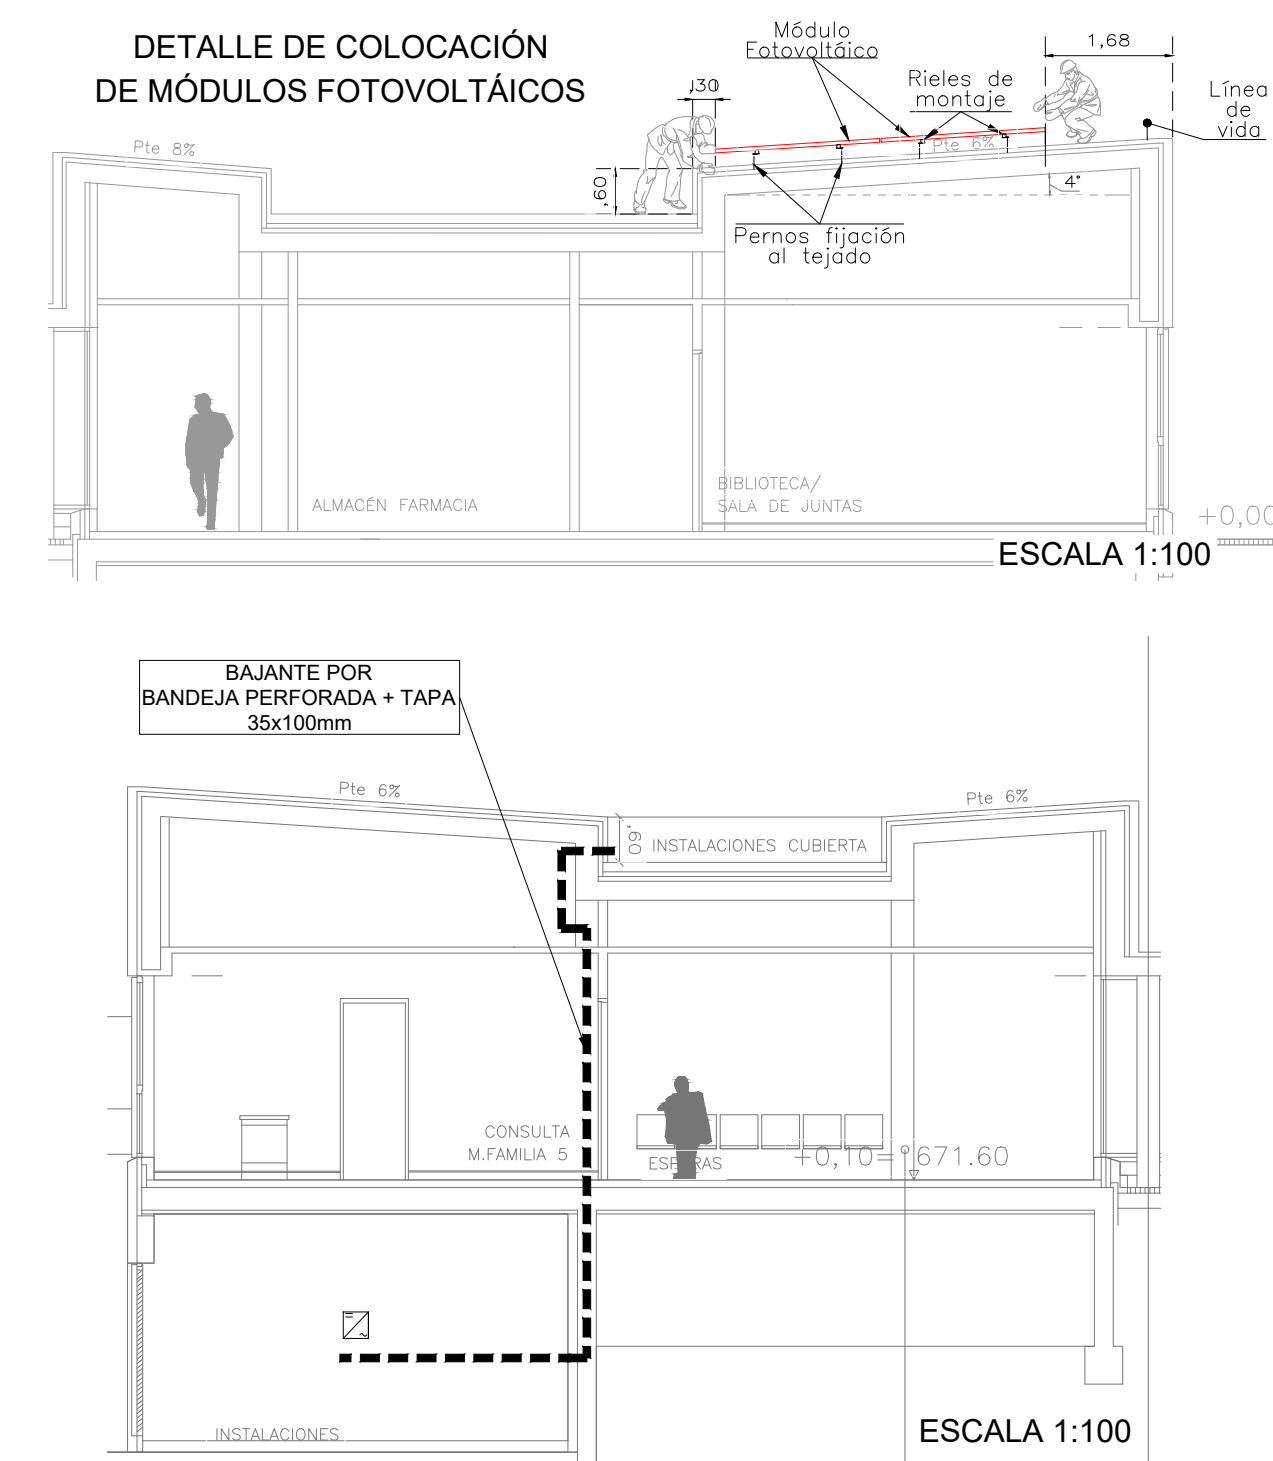 DETALLE DE COLOCACIÓN
DE MÓDULOS FOTOVOLTÁICOS
Módulo
Fotovoltáico
1,68
,30
Rieles de
montaje
Línea
de
vida
Pte 8%
Pte 6%
,60
4°
Pernos fijación
al tejado
ALMACÉN FARMACIA
BIBLIOTECA/
SALA DE JUNTAS
+0,00
ESCALA 1:100
BAJANTE POR
BANDEJA PERFORADA + TAPA
35x100mm
Pte 6%
Pte 6%
,60
INSTALACIONES CUBIERTA
CONSULTA
M.FAMILIA 5
ESPERAS
+0,10= 671.60
INSTALACIONES
ESCALA 1:100